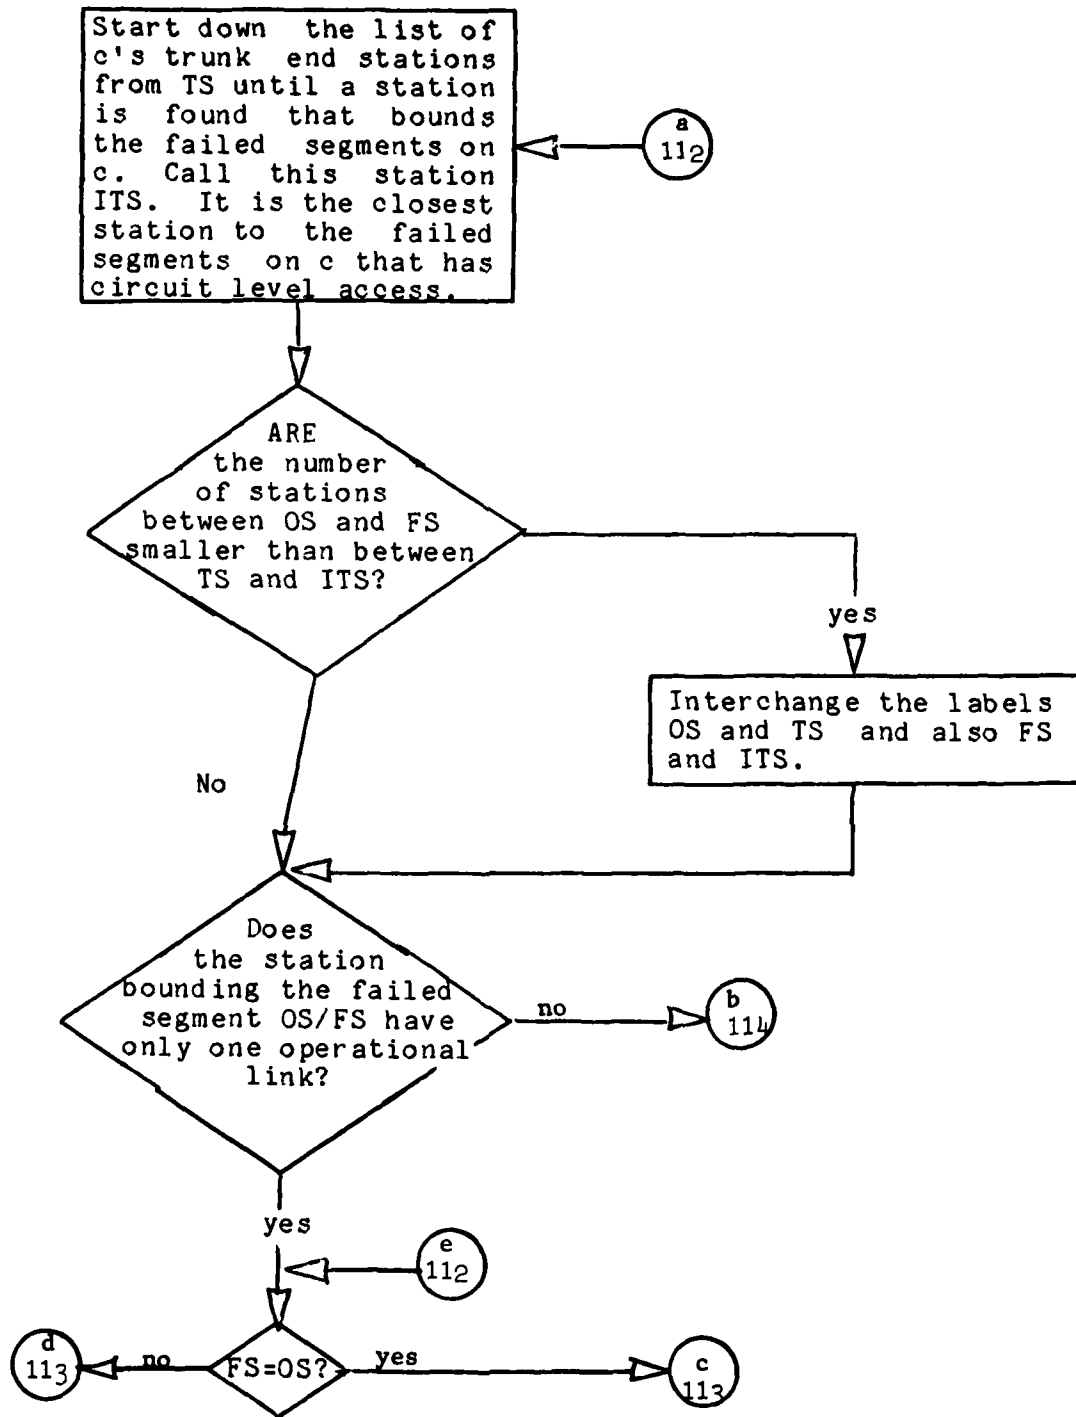 Start down the list of
c's trunk end stations
from TS until a station
is found that bounds
the failed segments on
c. Call this station
ITS. It is the closest
station to the failed
segments on c that has
circuit level access.
a
112
ARE
the number
of stations
between OS and FS
smaller than between
TS and ITS?
yes
Interchange the labels
OS and TS and also FS
and ITS.
No
Does
the station
bounding the failed
segment OS/FS have
only one operational
link?
no
b
114
yes
e
112
d
113
no
FS=OS?
yes
c
113